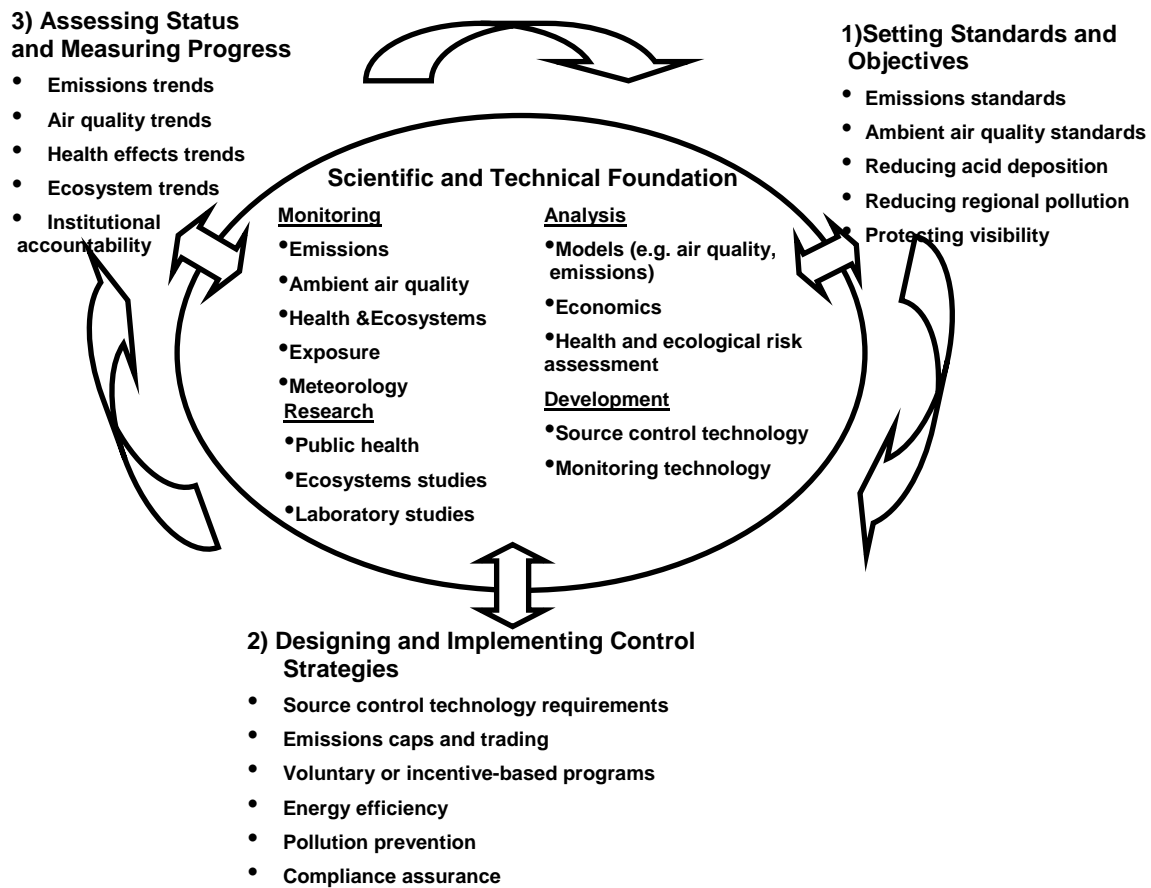 3) Assessing Status
and Measuring Progress
• Emissions trends
• Air quality trends
• Health effects trends
• Ecosystem trends
• Institutional
accountability
1)Setting Standards and
Objectives
• Emissions standards
• Ambient air quality standards
• Reducing acid deposition
• Reducing regional pollution
• Protecting visibility
Scientific and Technical Foundation
Monitoring
•Emissions
•Ambient air quality
•Health &Ecosystems
•Exposure
•Meteorology
Research
•Public health
•Ecosystems studies
•Laboratory studies
Analysis
•Models (e.g. air quality,
emissions)
•Economics
•Health and ecological risk
assessment
Development
•Source control technology
•Monitoring technology
2) Designing and Implementing Control
Strategies
• Source control technology requirements
• Emissions caps and trading
• Voluntary or incentive-based programs
• Energy efficiency
• Pollution prevention
• Compliance assurance